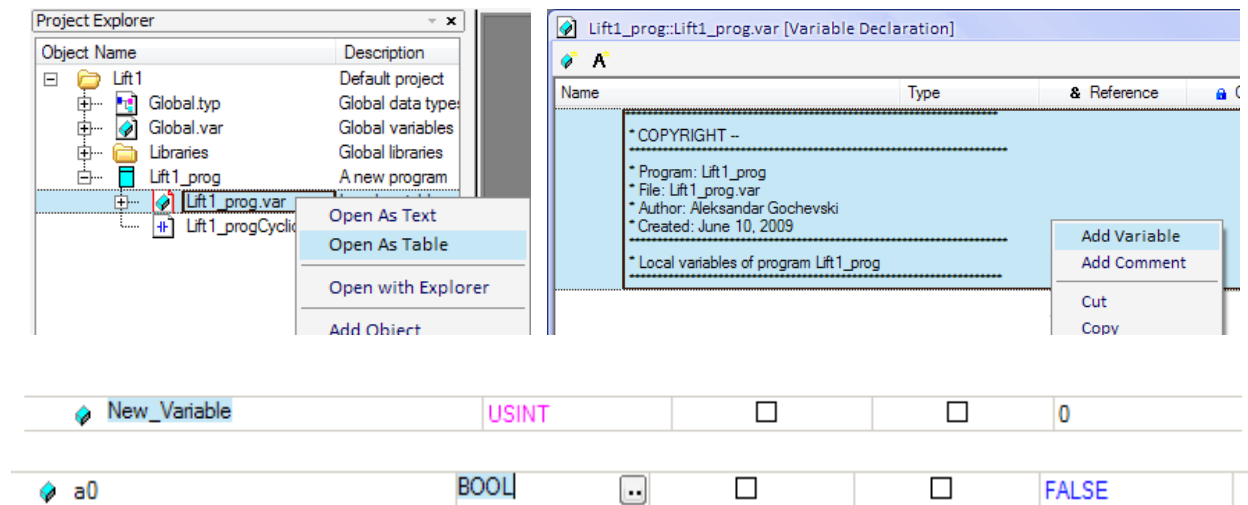 Project Explorer
Object Name Description
Lift1 Default project
Global.typ Global data types
Global.var Global variables
Libraries Global libraries
Lift1_prog A new program
Lift1_prog.var
Lift1_progCyclic
Open As Text
Open As Table
Open with Explorer
Add Object
Lift1_prog::Lift1_prog.var [Variable Declaration]
A
Name Type & Reference
* COPYRIGHT --
* Program: Lift1_prog
* File: Lift1_prog.var
* Author: Aleksandar Gochevski
* Created: June 10, 2009
* Local variables of program Lift1_prog
Add Variable
Add Comment
Cut
Copy
New_Variable USINT 0
a0 BOOL .. FALSE